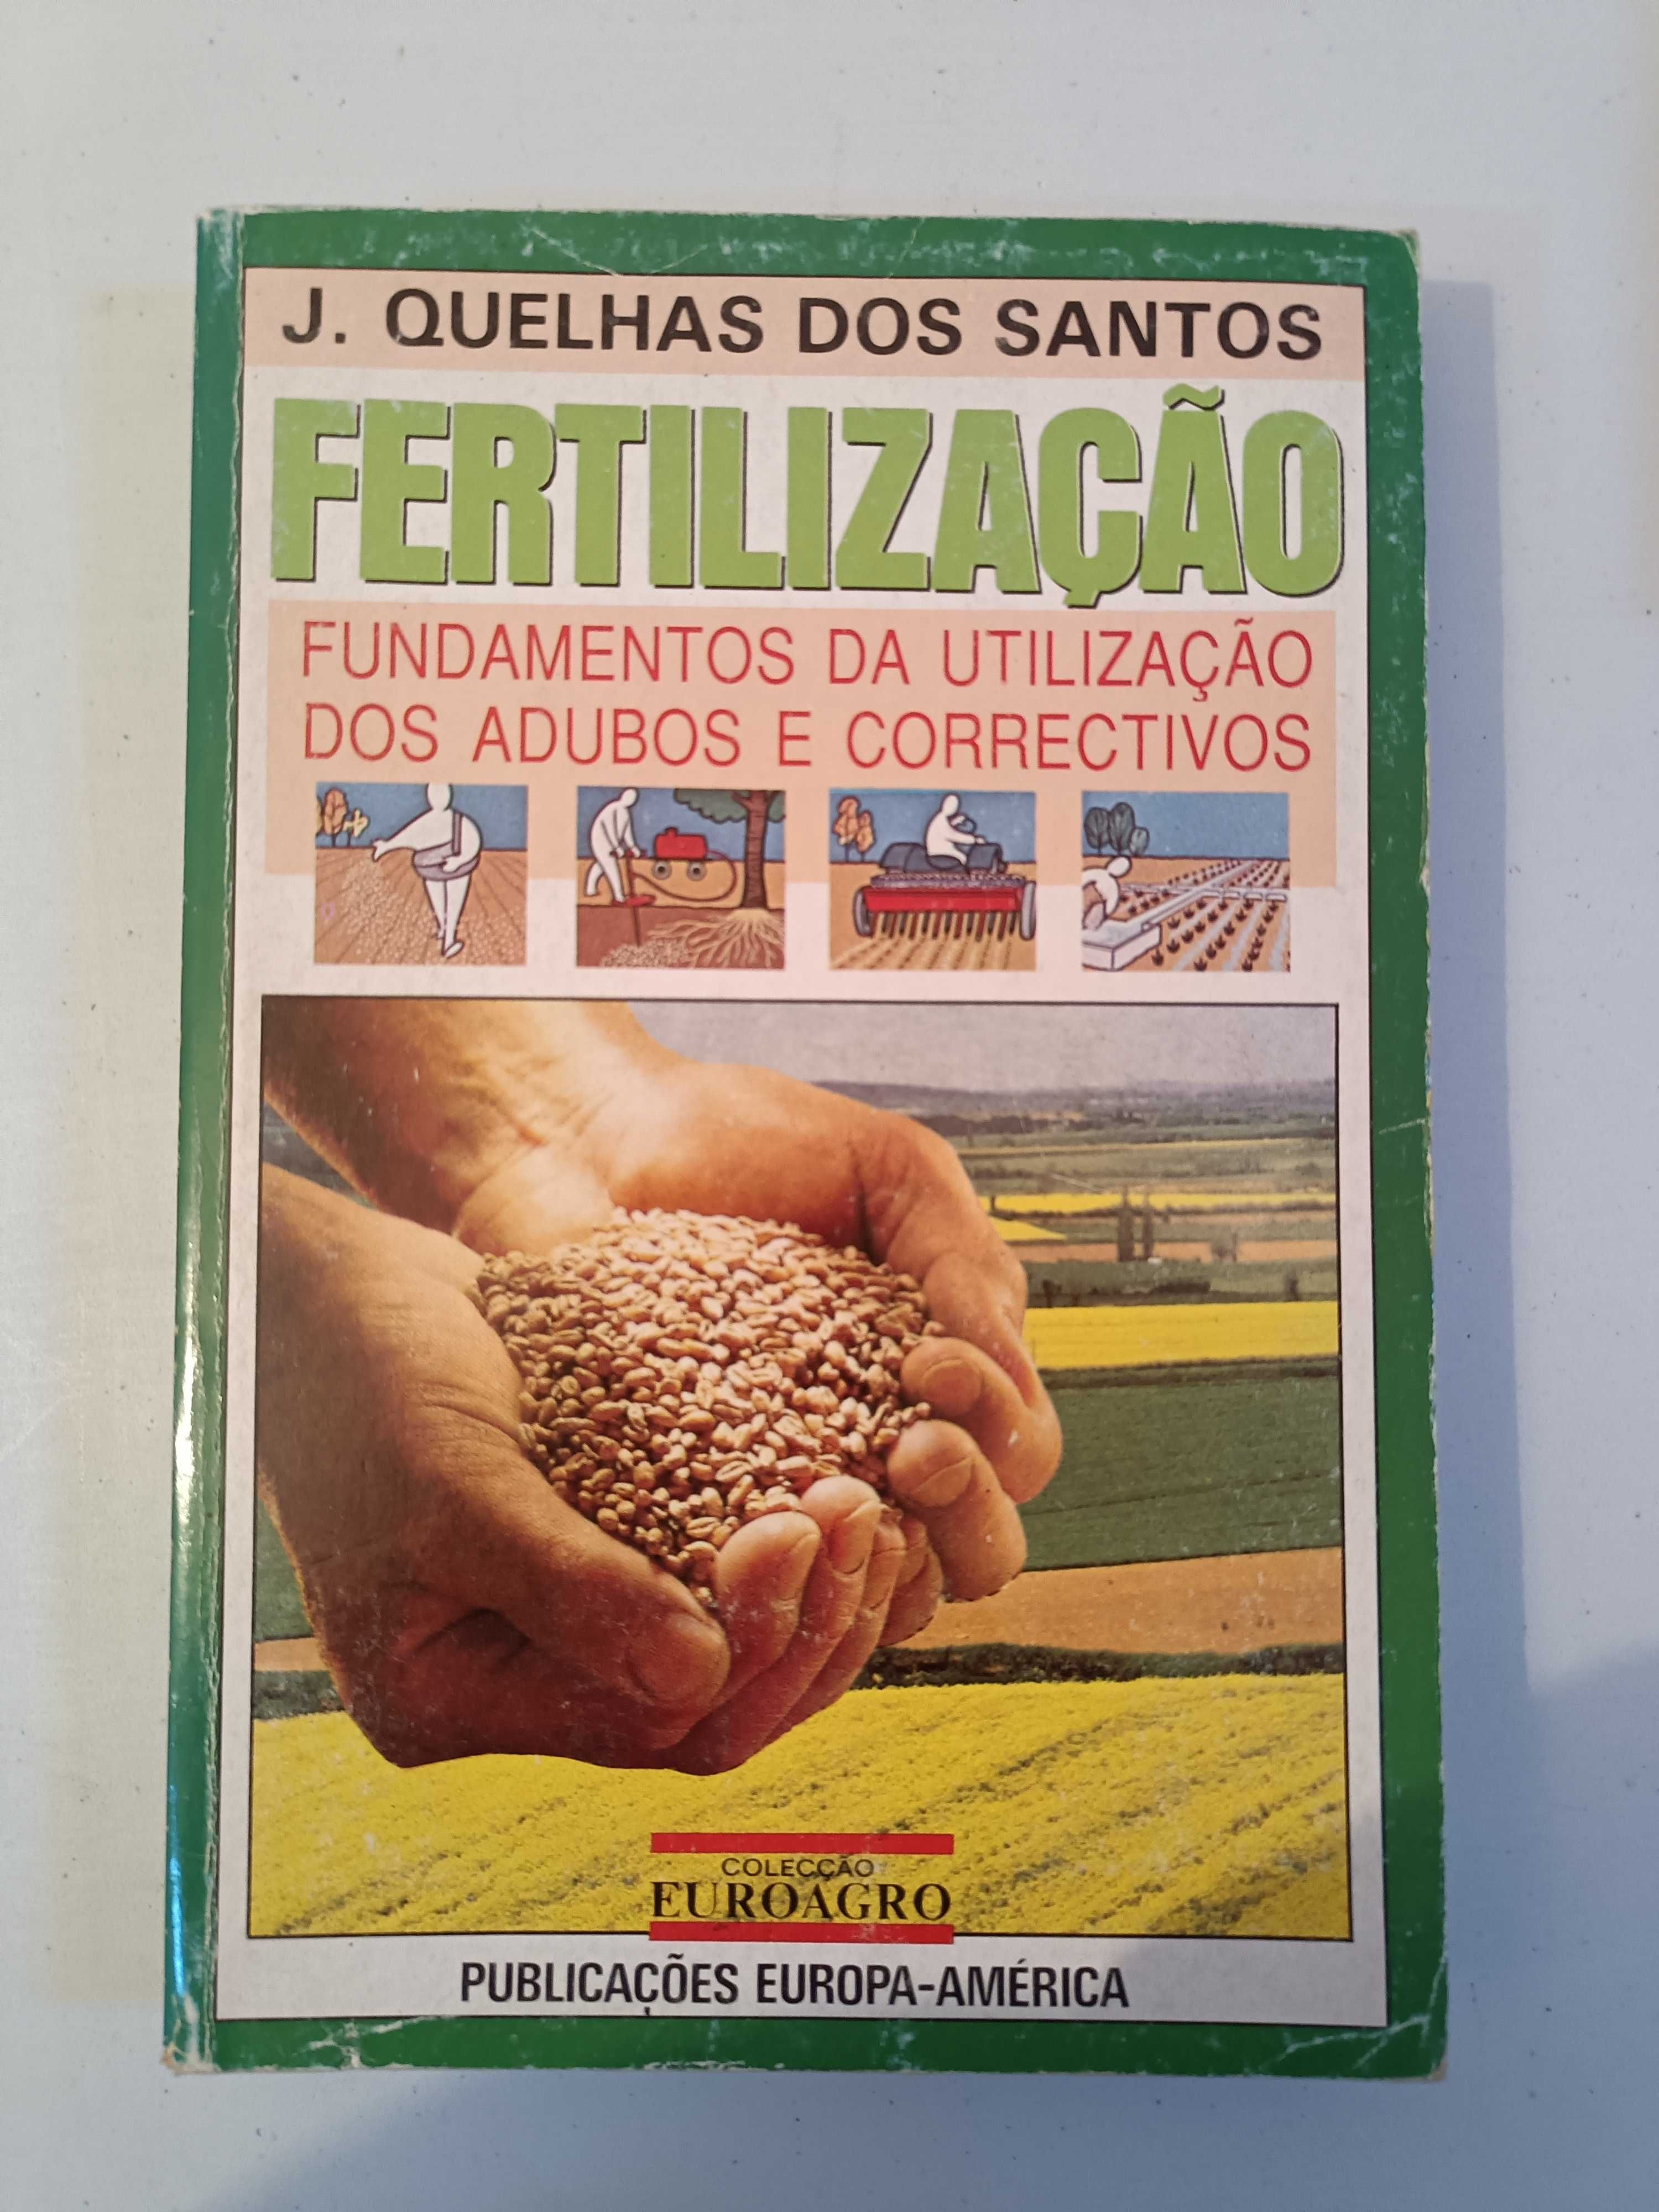 J. QUELHAS DOS SANTOS
FERTILIZAÇÃO
FUNDAMENTOS DA UTILIZAÇÃO
DOS ADUBOS E CORRECTIVOS
COLECÇÃO
EUROAGRO
PUBLICAÇÕES EUROPA-AMÉRICA